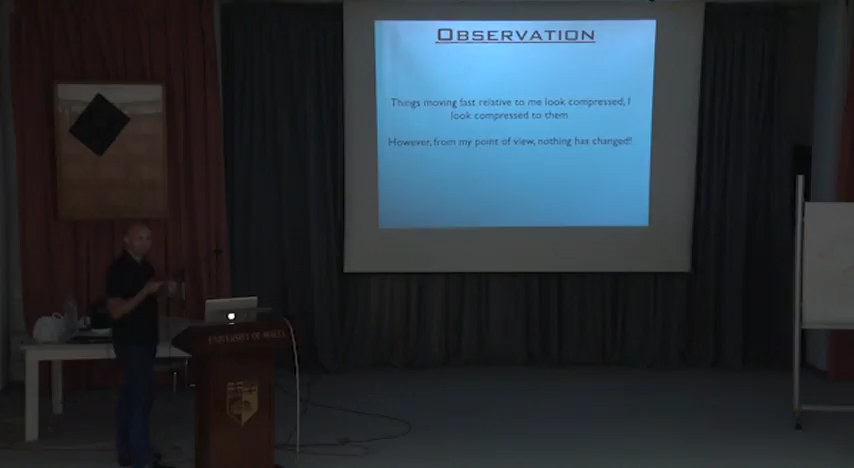 OBSERVATION
Things moving fast relative to me look compressed, I
look compressed to them.
However, from my point of view, nothing has changed!
UNIVERSITY OF MALTA